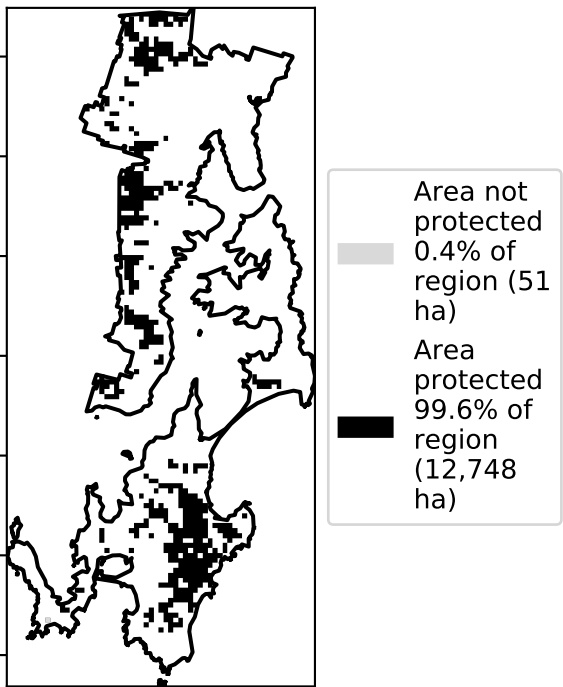 Area not
protected
0.4% of
region (51
ha)
Area
protected
99.6% of
region
(12,748
ha)